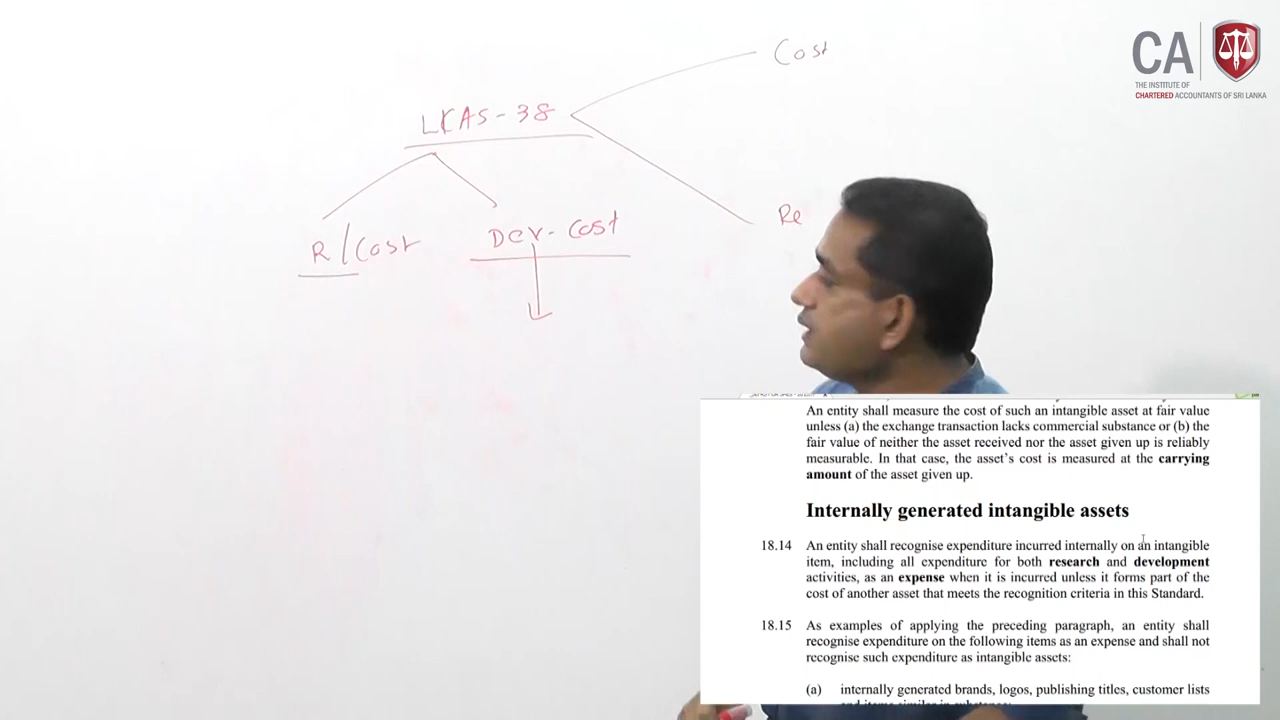 Cost
LKAS-38
R/Cost
Dev-Cost
Re
CA
THE INSTITUTE OF
CHARTERED ACCOUNTANTS OF SRI LANKA
An entity shall measure the cost of such an intangible asset at fair value
unless (a) the exchange transaction lacks commercial substance or (b) the
fair value of neither the asset received nor the asset given up is reliably
measurable. In that case, the asset's cost is measured at the carrying
amount of the asset given up.
Internally generated intangible assets
18.14 An entity shall recognise expenditure incurred internally on an intangible
item, including all expenditure for both research and development
activities, as an expense when it is incurred unless it forms part of the
cost of another asset that meets the recognition criteria in this Standard.
18.15 As examples of applying the preceding paragraph, an entity shall
recognise expenditure on the following items as an expense and shall not
recognise such expenditure as intangible assets:
(a) internally generated brands, logos, publishing titles, customer lists
and items similar in substance;